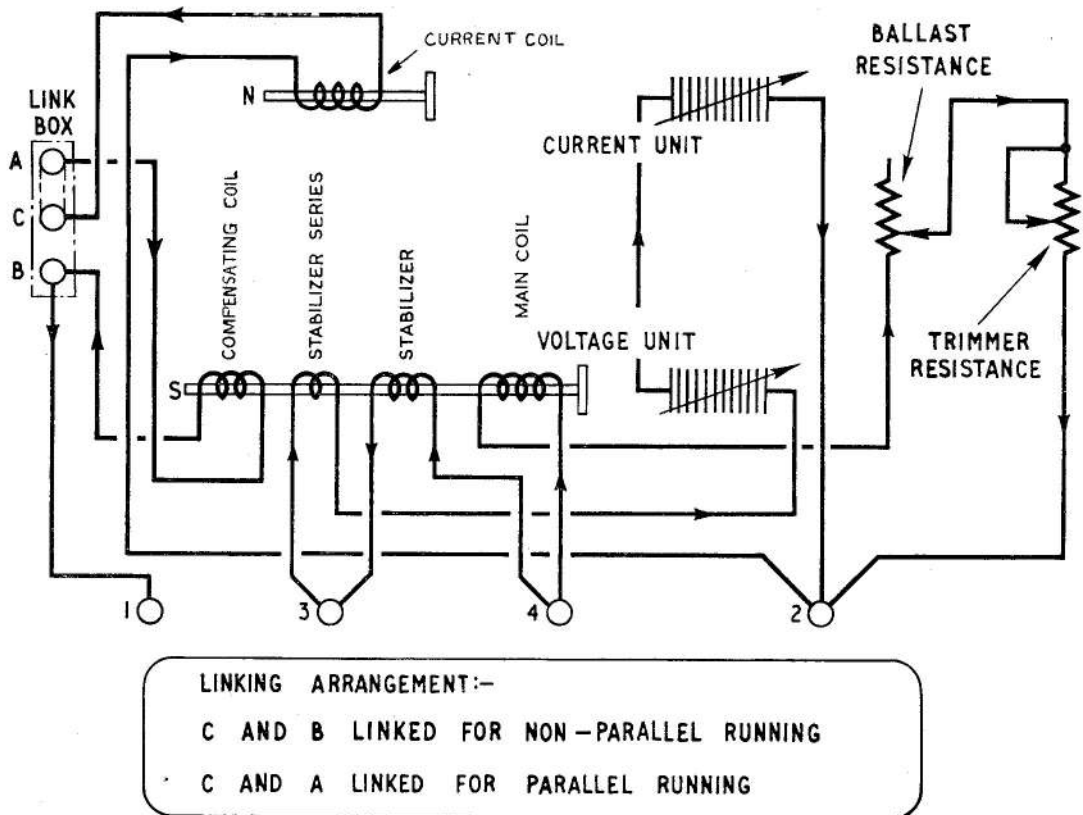 CURRENT COIL
BALLAST
RESISTANCE
LINK
BOX
N
CURRENT UNIT
A
C
B
COMPENSATING COIL
STABILIZER SERIES
STABILIZER
MAIN COIL
VOLTAGE UNIT
TRIMMER
RESISTANCE
S
1
3
4
2
LINKING ARRANGEMENT:-
C AND B LINKED FOR NON-PARALLEL RUNNING
C AND A LINKED FOR PARALLEL RUNNING